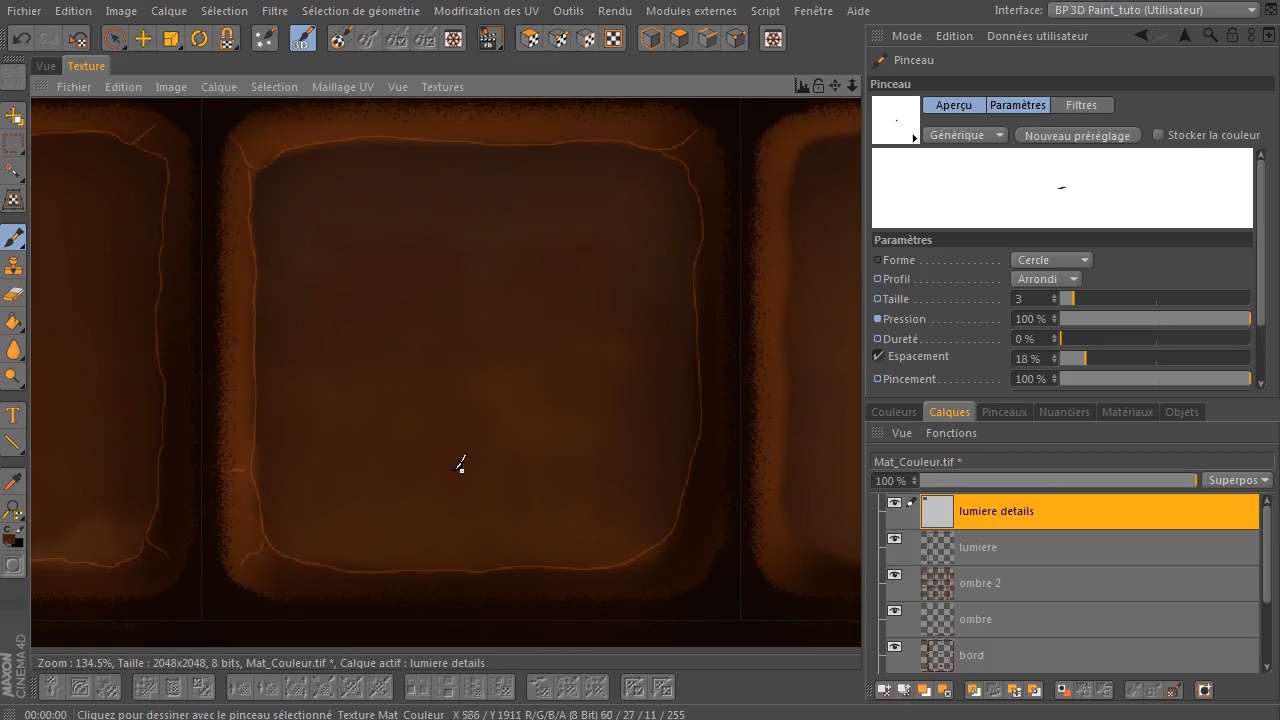 Fichier Edition Image Calque Sélection Filtre Sélection de géométrie Modification des UV Outils Rendu Modules externes Script Fenêtre Aide Interface: BP 3D Paint_tuto (Utilisateur)
Mode Edition Données utilisateur
Vue Texture
Pinceau
Fichier Edition Image Calque Sélection Maillage UV Vue Textures
Pinceau
Aperçu Paramètres Filtres
Générique Nouveau préréglage Stocker la couleur
Paramètres
Forme Cercle
Profil Arrondi
Taille 3
Pression 100 %
Dureté 0 %
Espacement 18 %
Pincement 100 %
Couleurs Calques Pinceaux Nuanciers Matériaux Objets
Vue Fonctions
Mat_Couleur.tif *
100 % Superpos
lumiere details
lumiere
ombre 2
ombre
bord
Zoom : 134.5%, Taille : 2048x2048, 8 bits, Mat_Couleur.tif *, Calque actif : lumiere details
MAXON CINEMA 4D
00:00:00 Cliquez pour dessiner avec le pinceau sélectionné Texture Mat_Couleur X 586 / Y 1911 R/G/B/A (8 Bit) 60 / 27 / 11 / 255